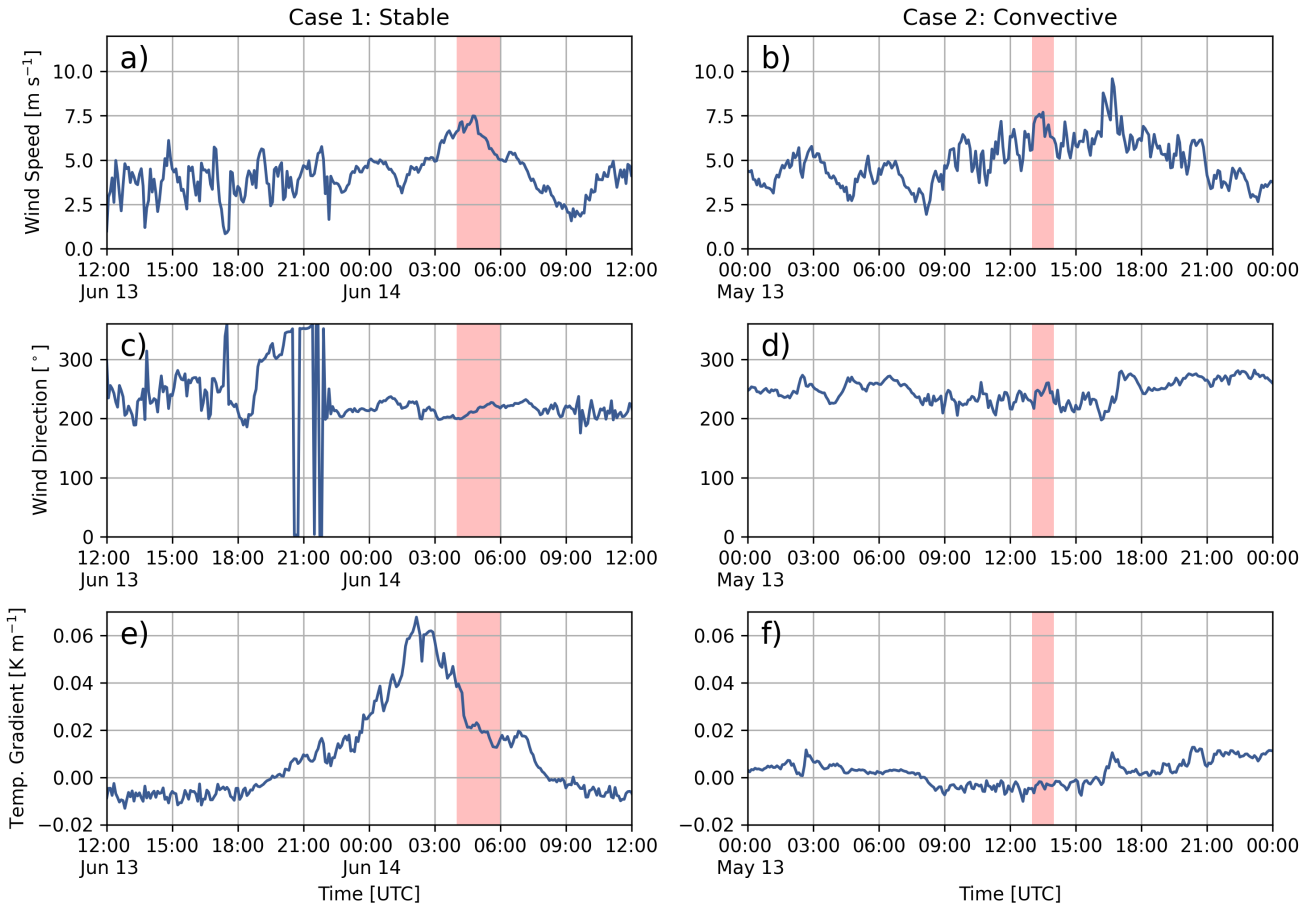 Case 1: Stable
Case 2: Convective
a)
Wind Speed [m s⁻¹]
10.0
7.5
5.0
2.5
0.0
12:00 15:00 18:00 21:00 00:00 03:00 06:00 09:00 12:00
Jun 13 Jun 14
b)
10.0
7.5
5.0
2.5
0.0
00:00 03:00 06:00 09:00 12:00 15:00 18:00 21:00 00:00
May 13
c)
Wind Direction [°]
300
200
100
0
12:00 15:00 18:00 21:00 00:00 03:00 06:00 09:00 12:00
Jun 13 Jun 14
d)
300
200
100
0
00:00 03:00 06:00 09:00 12:00 15:00 18:00 21:00 00:00
May 13
e)
Temp. Gradient [K m⁻¹]
0.06
0.04
0.02
0.00
−0.02
12:00 15:00 18:00 21:00 00:00 03:00 06:00 09:00 12:00
Jun 13 Jun 14
Time [UTC]
f)
0.06
0.04
0.02
0.00
−0.02
00:00 03:00 06:00 09:00 12:00 15:00 18:00 21:00 00:00
May 13
Time [UTC]